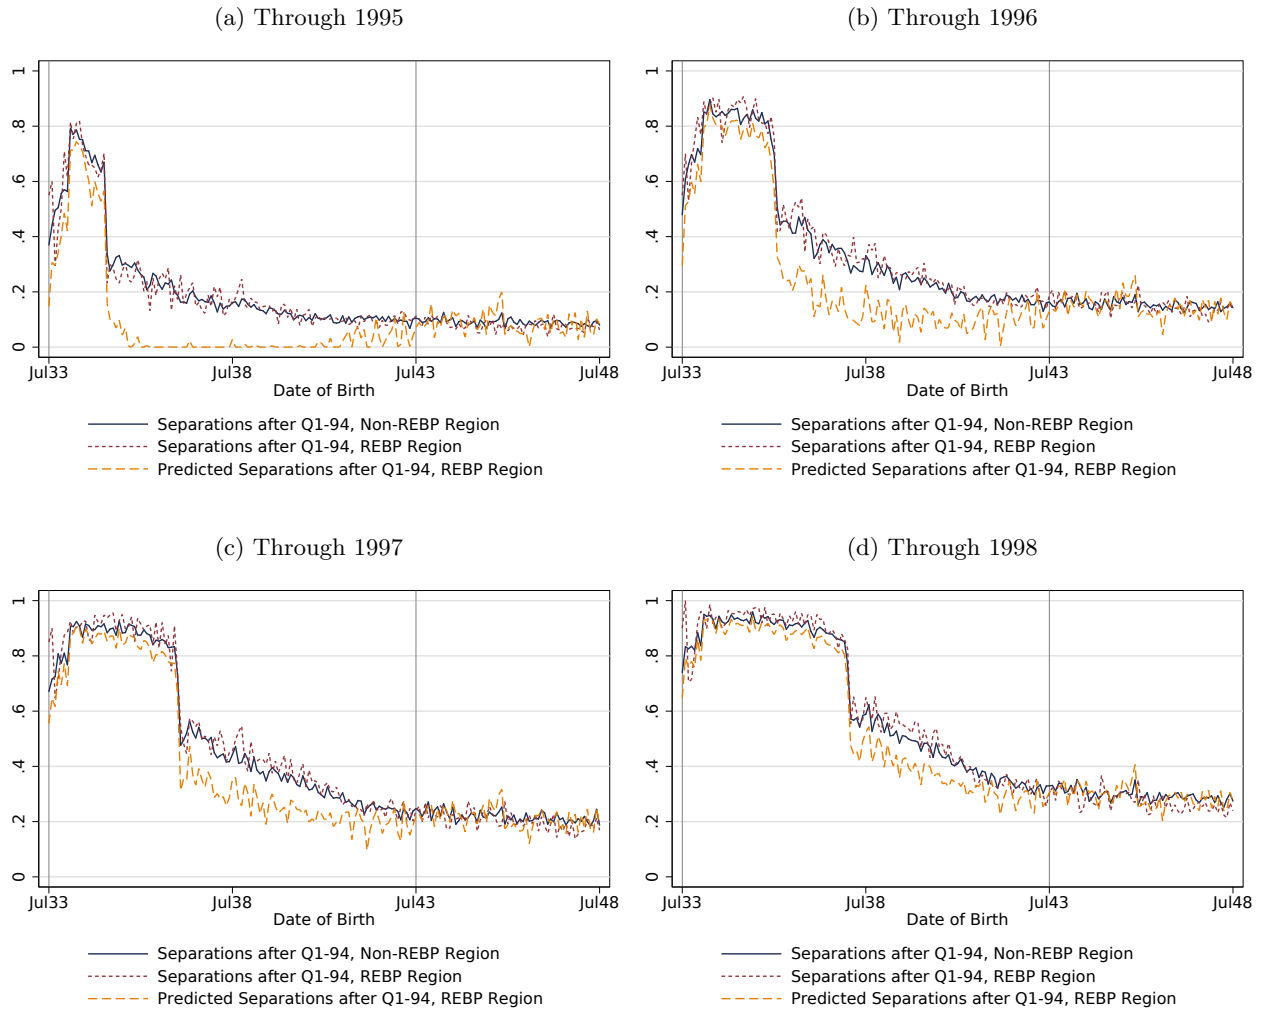 (a) Through 1995
1
.8
.6
.4
.2
0
Jul33 Jul38 Jul43 Jul48
Date of Birth
Separations after Q1-94, Non-REBP Region
Separations after Q1-94, REBP Region
Predicted Separations after Q1-94, REBP Region
(b) Through 1996
1
.8
.6
.4
.2
0
Jul33 Jul38 Jul43 Jul48
Date of Birth
Separations after Q1-94, Non-REBP Region
Separations after Q1-94, REBP Region
Predicted Separations after Q1-94, REBP Region
(c) Through 1997
1
.8
.6
.4
.2
0
Jul33 Jul38 Jul43 Jul48
Date of Birth
Separations after Q1-94, Non-REBP Region
Separations after Q1-94, REBP Region
Predicted Separations after Q1-94, REBP Region
(d) Through 1998
1
.8
.6
.4
.2
0
Jul33 Jul38 Jul43 Jul48
Date of Birth
Separations after Q1-94, Non-REBP Region
Separations after Q1-94, REBP Region
Predicted Separations after Q1-94, REBP Region